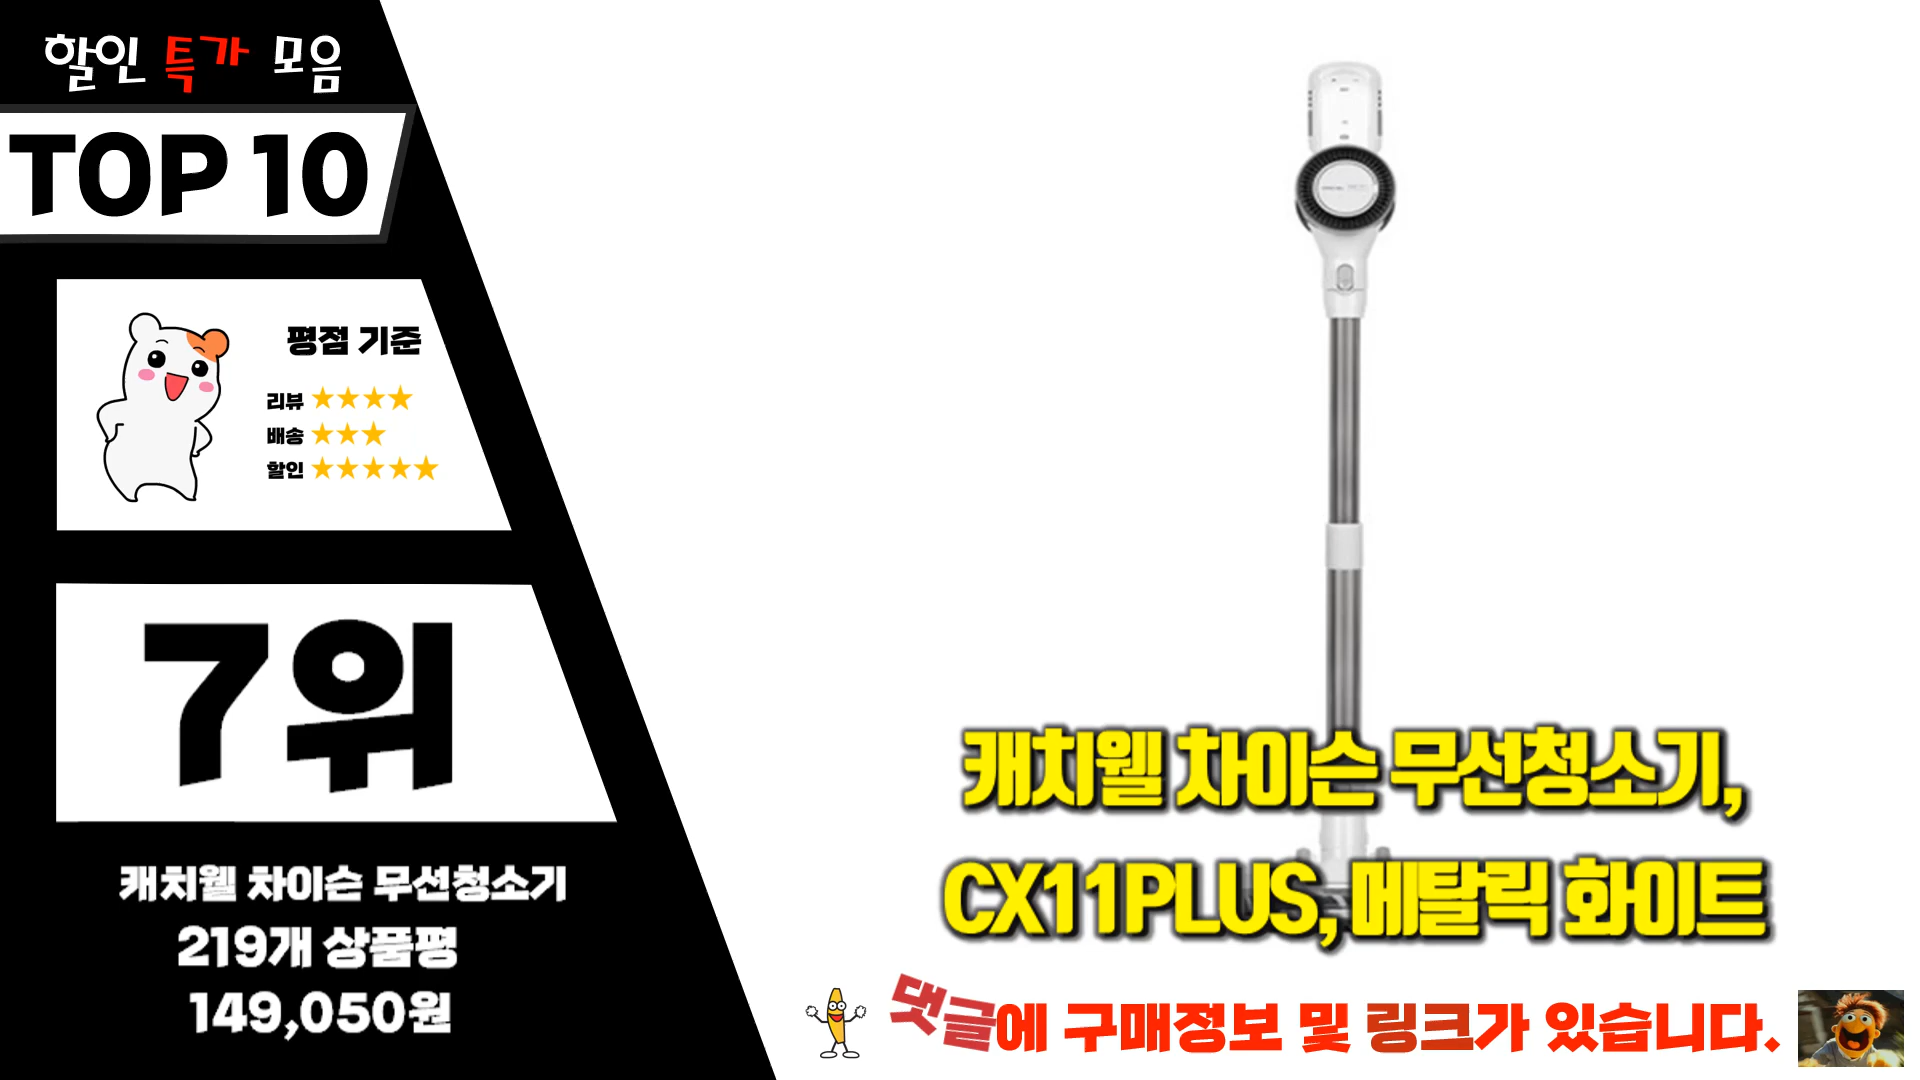 할인 특가 모음
TOP 10
평점 기준
리뷰 ★★★★
배송 ★★★
할인 ★★★★★
7위
캐치웰 차이슨 무선청소기
219개 상품평
149,050원
캐치웰 차이슨 무선청소기,
CX11PLUS, 메탈릭 화이트
댓글에 구매정보 및 링크가 있습니다.